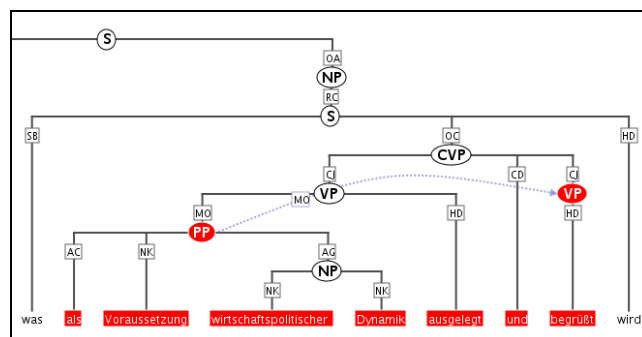 S
OA
NP
RC
S
SB OC HD
CVP
CJ CD CJ
MO VP VP
MO HD HD
PP
AC NK AG
NP
NK NK
was als Voraussetzung wirtschaftspolitischer Dynamik ausgelegt und begrüßt wird